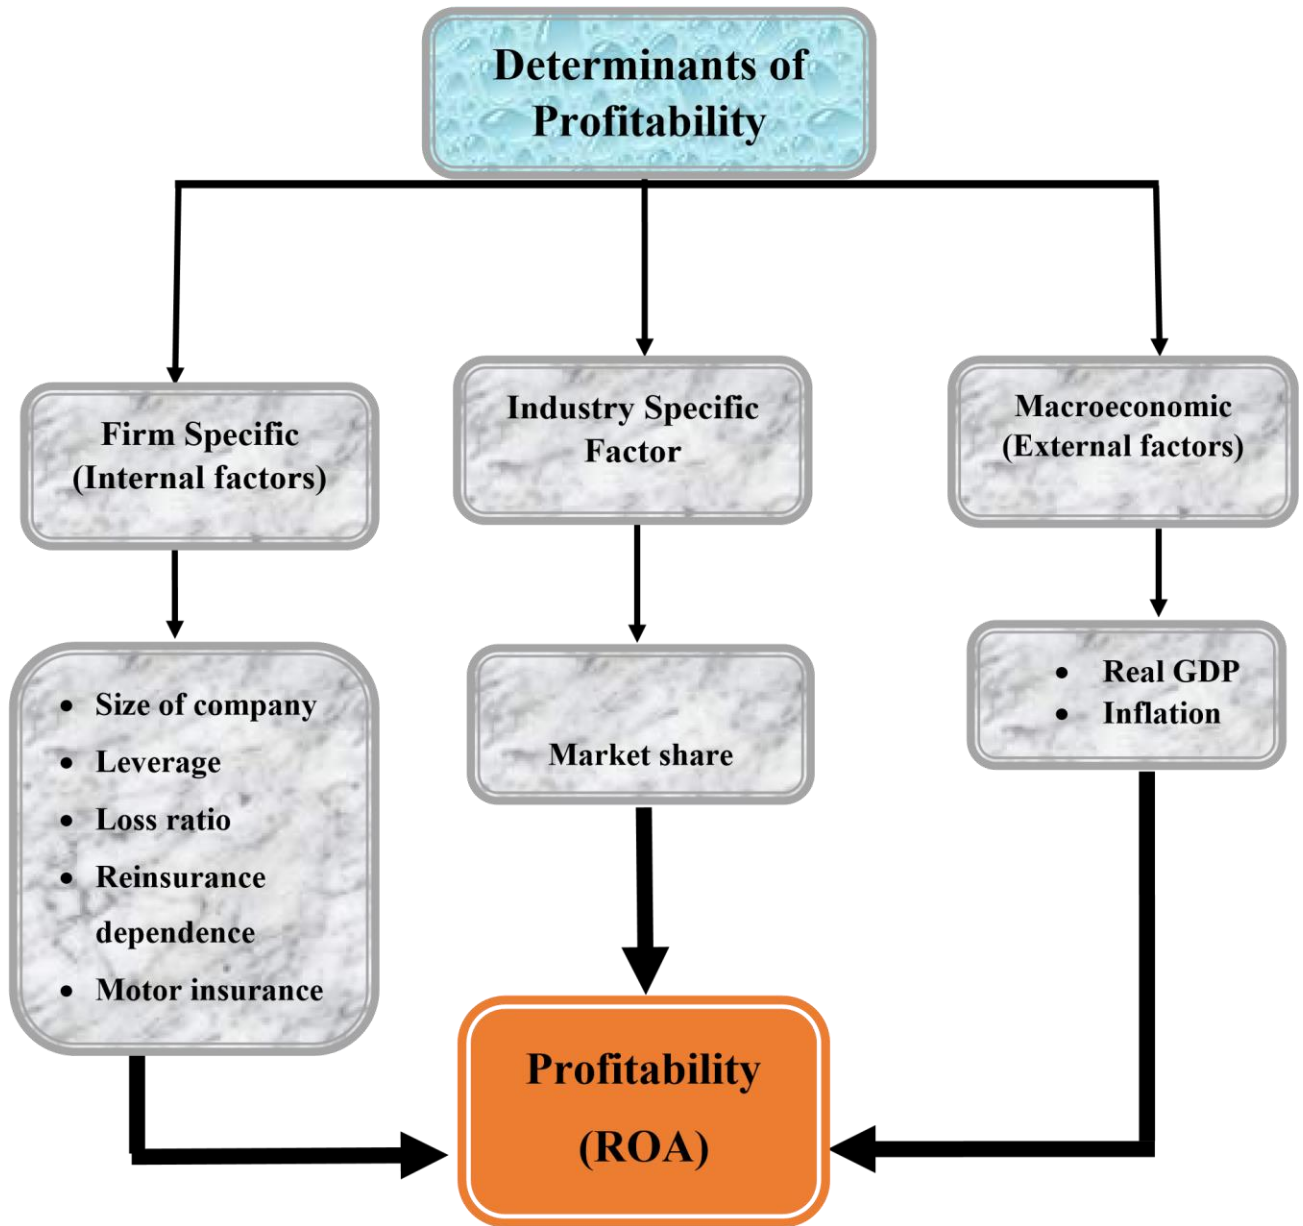 Determinants of
Profitability
Firm Specific
(Internal factors)
Industry Specific
Factor
Macroeconomic
(External factors)
• Size of company
• Leverage
• Loss ratio
• Reinsurance
dependence
• Motor insurance
Market share
• Real GDP
• Inflation
Profitability
(ROA)